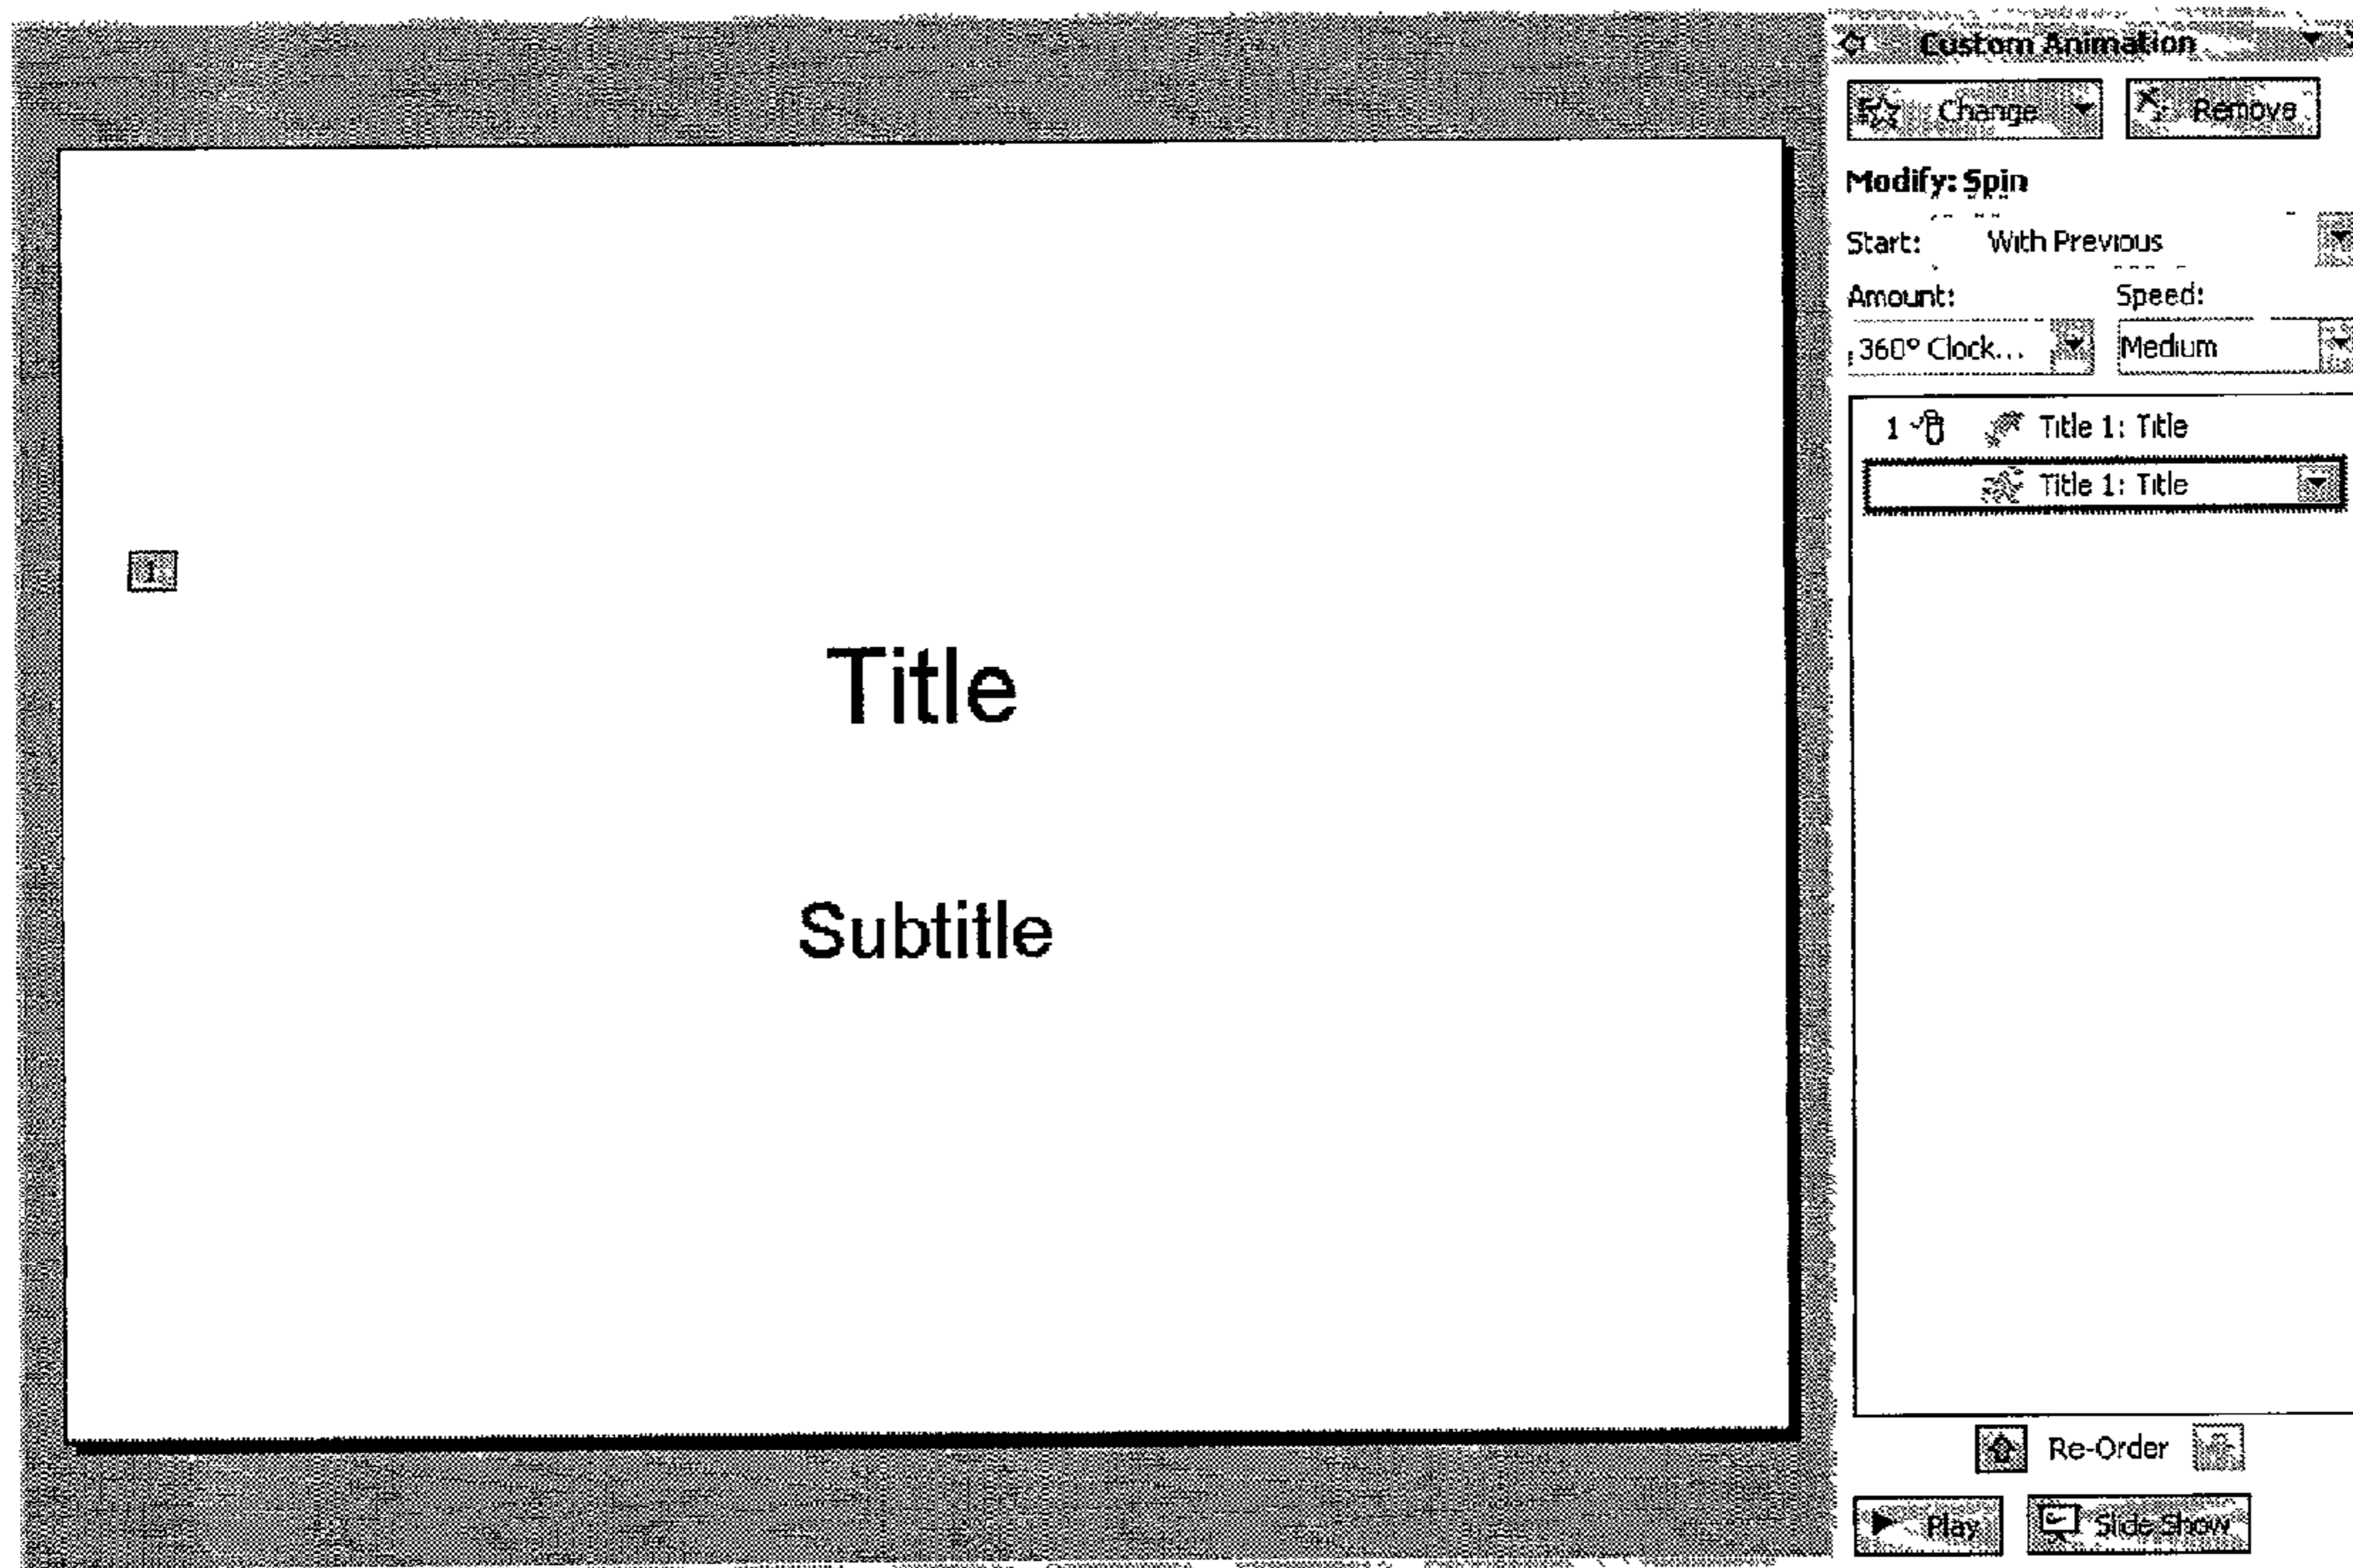 Custom Animation
Change Remove
Modify: Spin
Start: With Previous
Amount: Speed:
360° Clock... Medium
1 Title 1: Title
Title 1: Title
1
Title
Subtitle
Re-Order
Play Slide Show